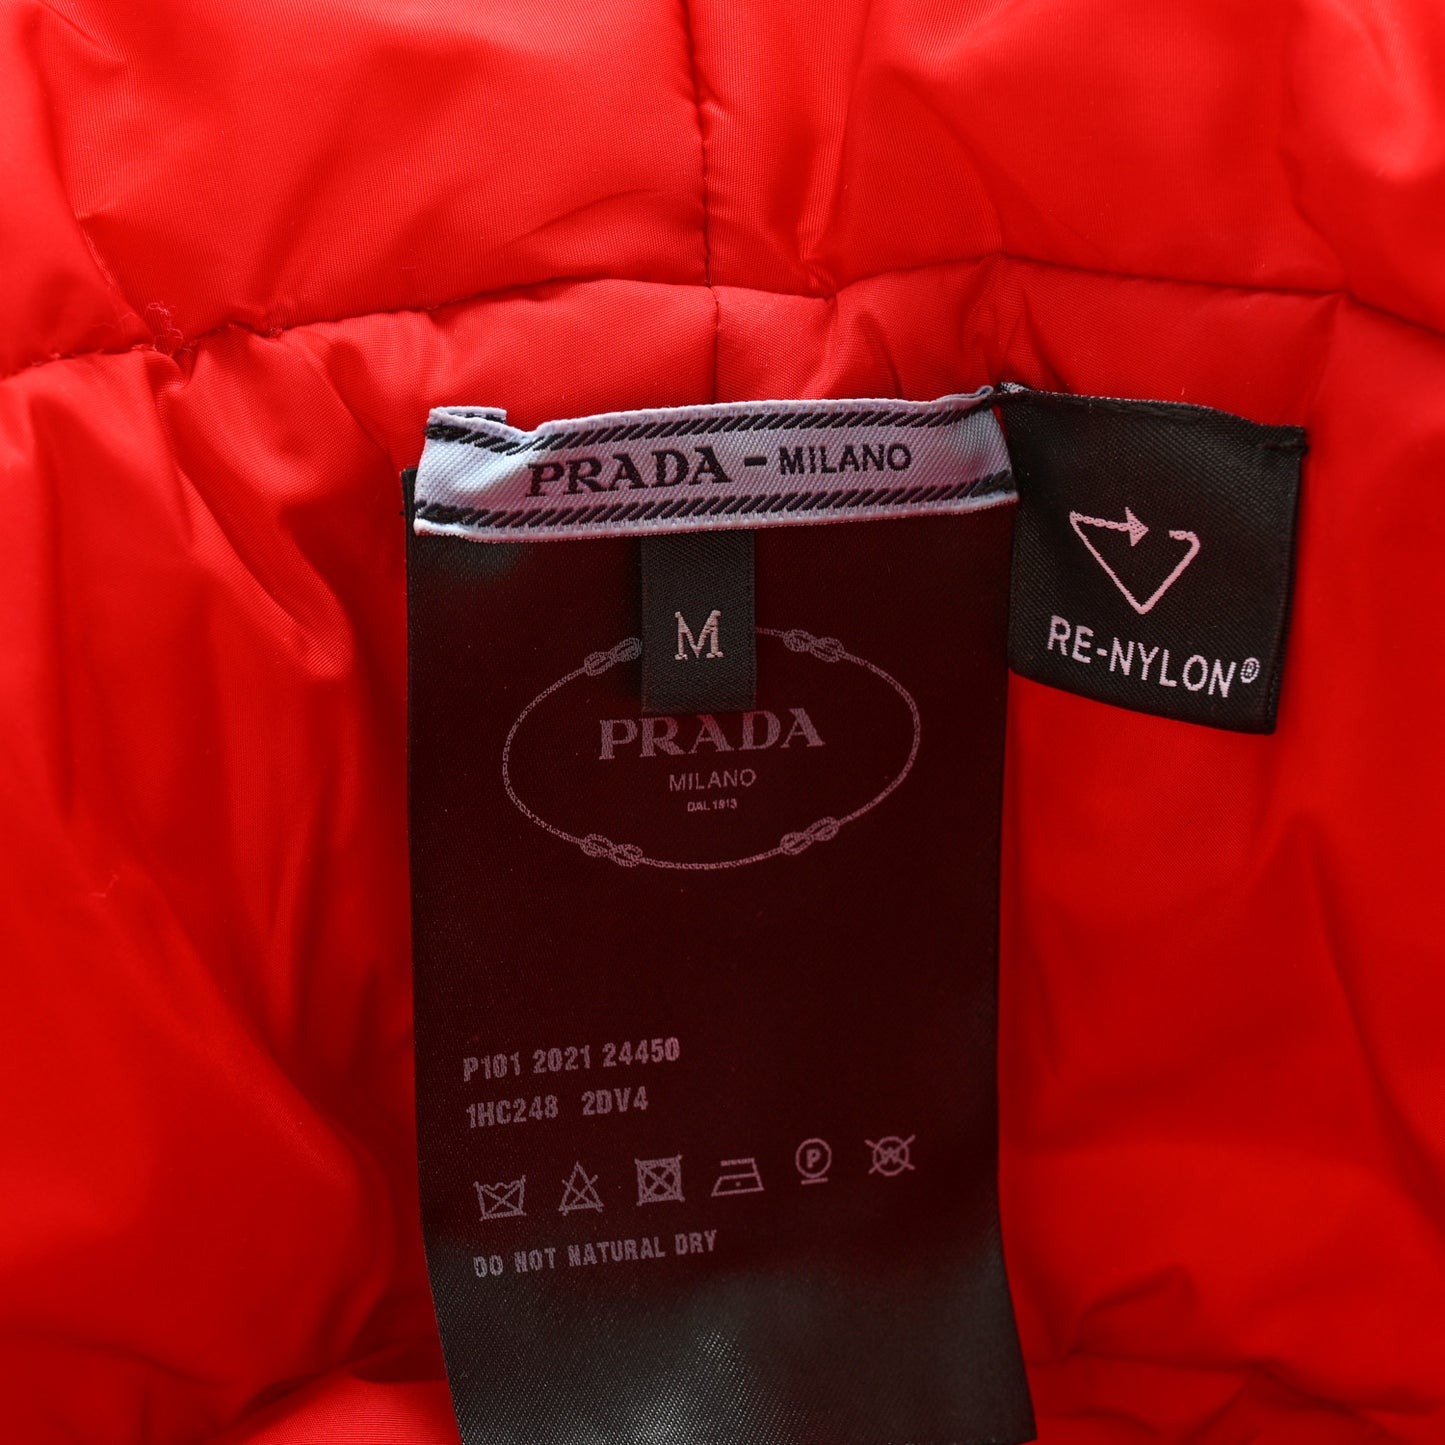 PRADA - MILANO
M
RE-NYLON®
PRADA
MILANO
DAL 1913
P101 2021 24450
1HC248 2DV4
P
W
DO NOT NATURAL DRY